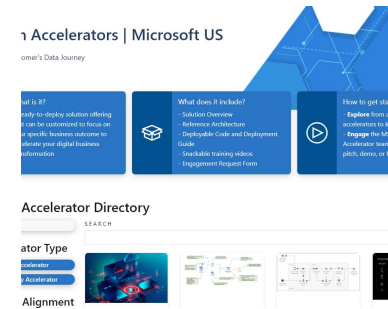 n Accelerators | Microsoft US
omer's Data Journey
hat is it?
eady-to-deploy solution offering
t can be customized to focus on
ur specific business outcome to
elerate your digital business
nsformation
What does it include?
- Solution Overview
- Reference Architecture
- Deployable Code and Deployment
Guide
- Snackable training videos
- Engagement Request Form
How to get sta
- Explore from a
accelerators to k
- Engage the MS
Accelerator team
pitch, demo, or h
Accelerator Directory
SEARCH
ator Type
ccelerator
y Accelerator
Alignment